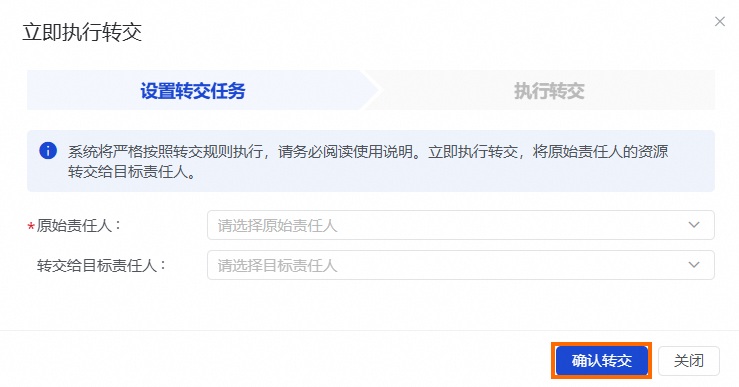 立即执行转交
设置转交任务
执行转交
系统将严格按照转交规则执行，请务必阅读使用说明。立即执行转交，将原始责任人的资源
转交给目标责任人。
*原始责任人： 请选择原始责任人
转交给目标责任人： 请选择目标责任人
确认转交 关闭